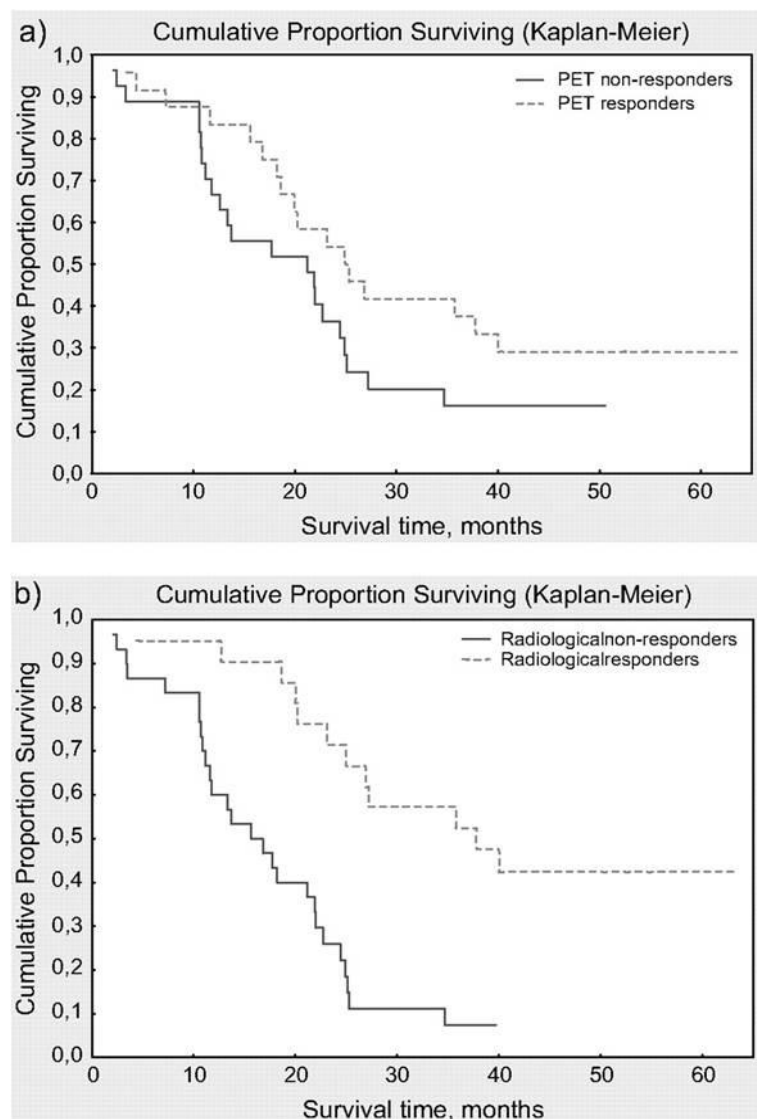 a)
Cumulative Proportion Surviving (Kaplan-Meier)
1,0
0,9
0,8
0,7
0,6
0,5
0,4
0,3
0,2
0,1
0,0
Cumulative Proportion Surviving
PET non-responders
PET responders
0 10 20 30 40 50 60
Survival time, months
b)
Cumulative Proportion Surviving (Kaplan-Meier)
1,0
0,9
0,8
0,7
0,6
0,5
0,4
0,3
0,2
0,1
0,0
Cumulative Proportion Surviving
Radiologicalnon-responders
Radiologicalresponders
0 10 20 30 40 50 60
Survival time, months